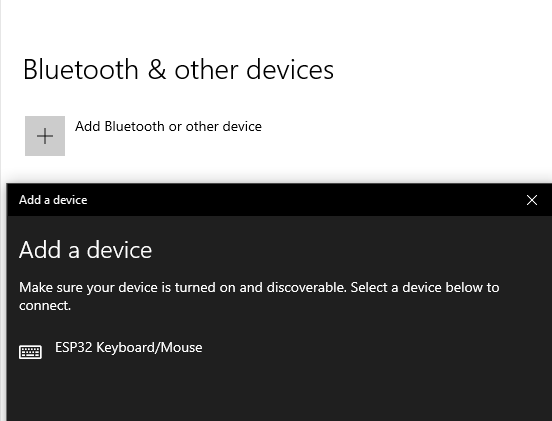 Bluetooth & other devices
Add Bluetooth or other device
Add a device
Add a device
Make sure your device is turned on and discoverable. Select a device below to
connect.
ESP32 Keyboard/Mouse